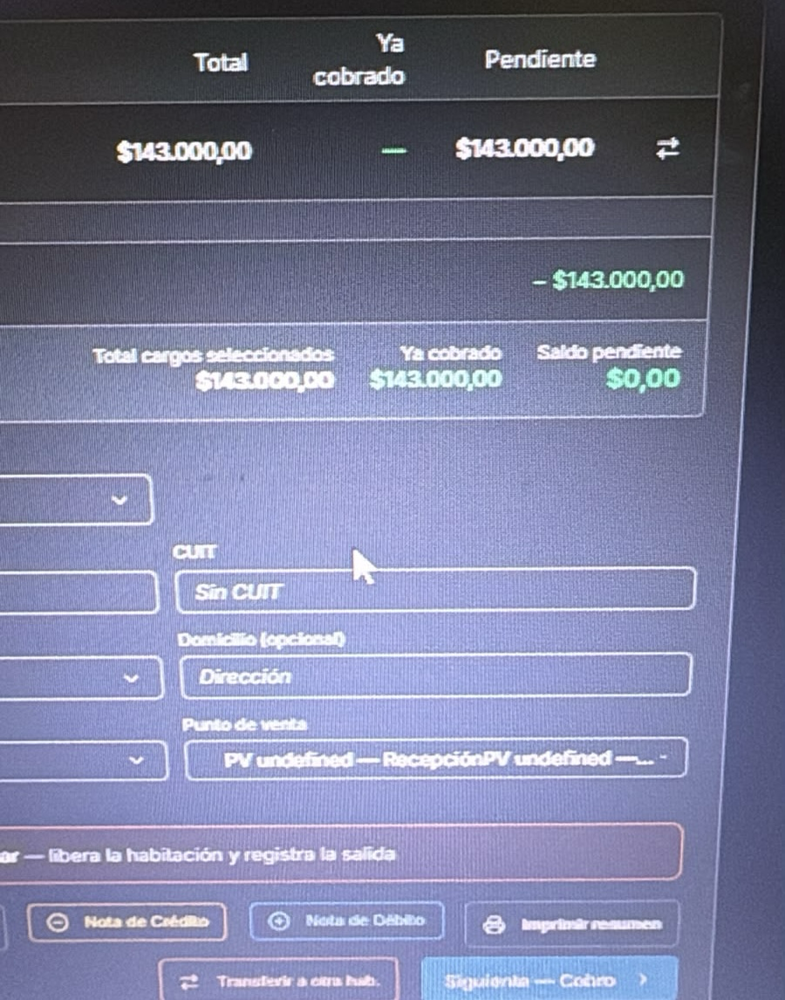 Total
Ya
cobrado
Pendiente
$143.000,00 — $143.000,00
– $143.000,00
Total cargos seleccionados Ya cobrado Saldo pendiente
$143.000,00 $143.000,00 $0,00
CUIT
Sin CUIT
Domicilio (opcional)
Dirección
Punto de venta
PV undefined — RecepciónPV undefined —...
ar — libera la habitación y registra la salida
Nota de Crédito Nota de Débito Imprimir resumen
Transferir a otra hab. Siguiente — Cobro